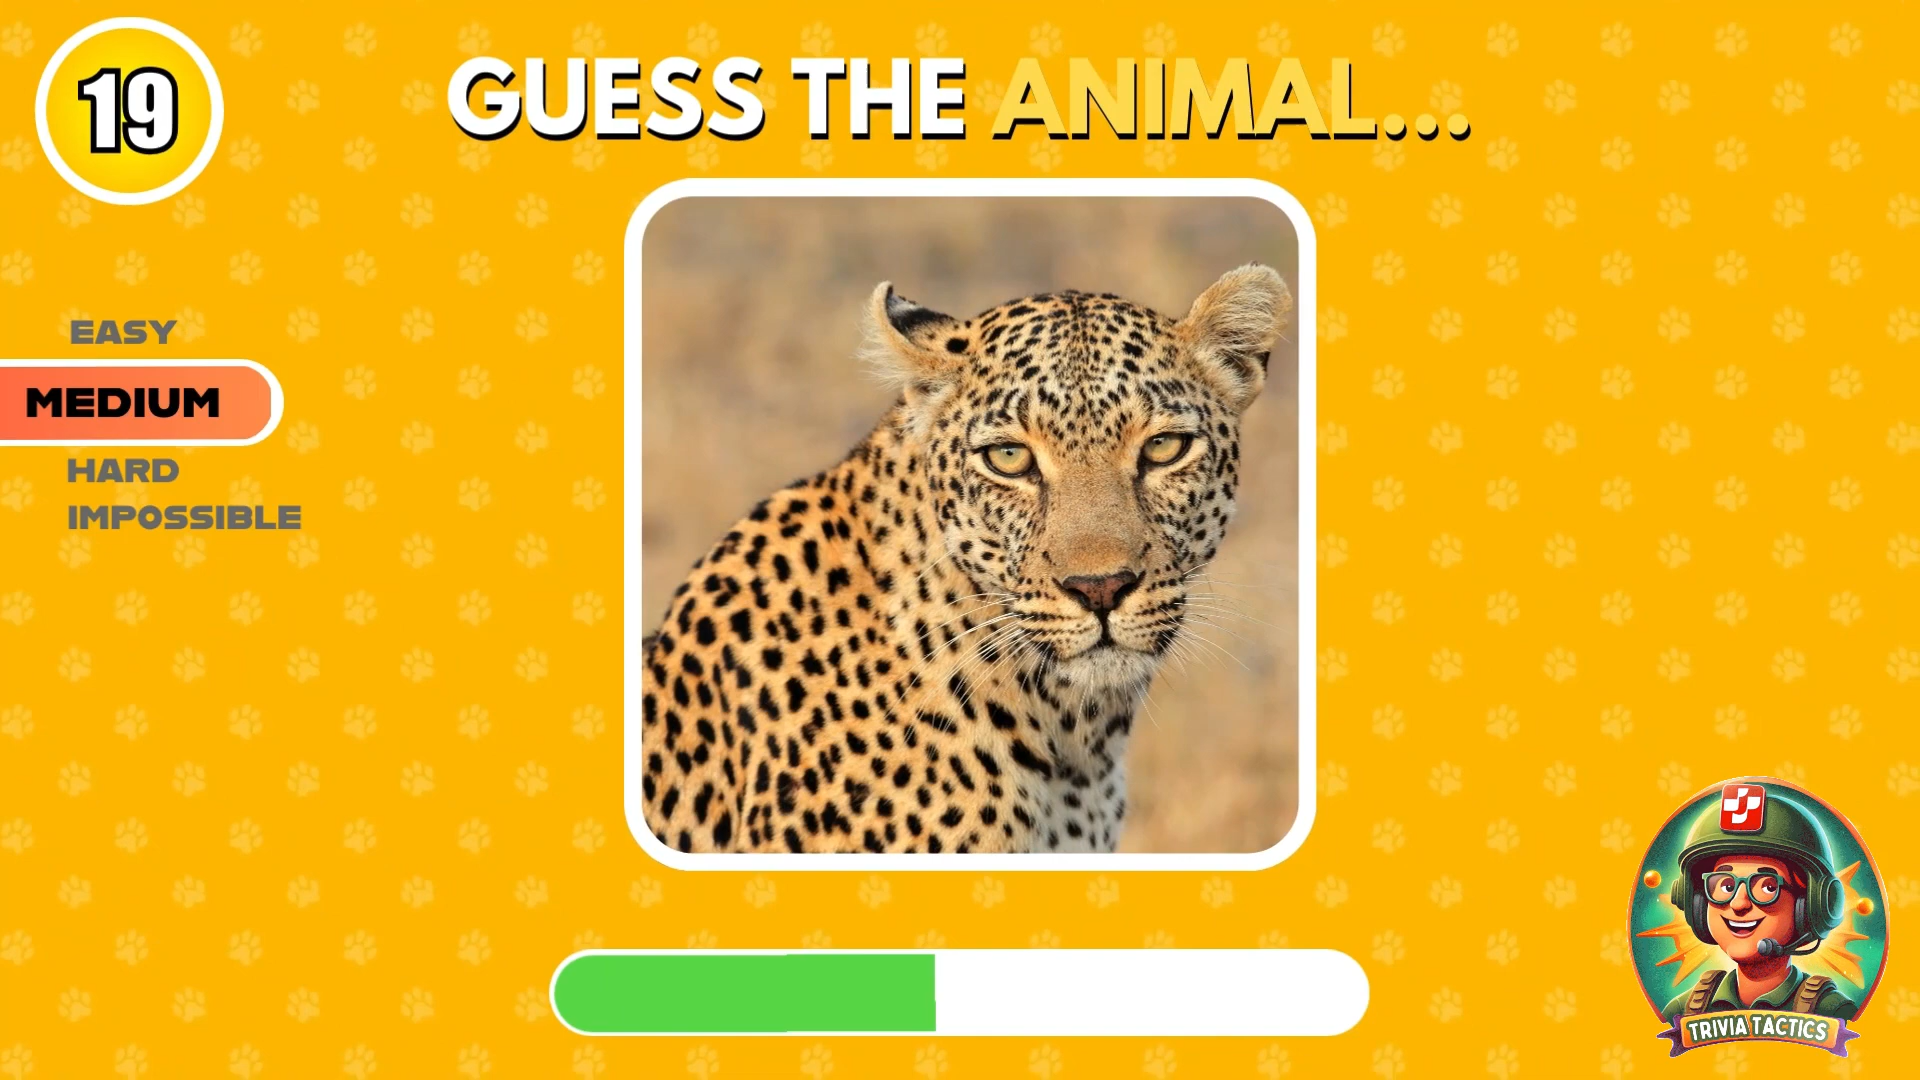 19
GUESS THE ANIMAL...
EASY
MEDIUM
HARD
IMPOSSIBLE
TRIVIA TACTICS